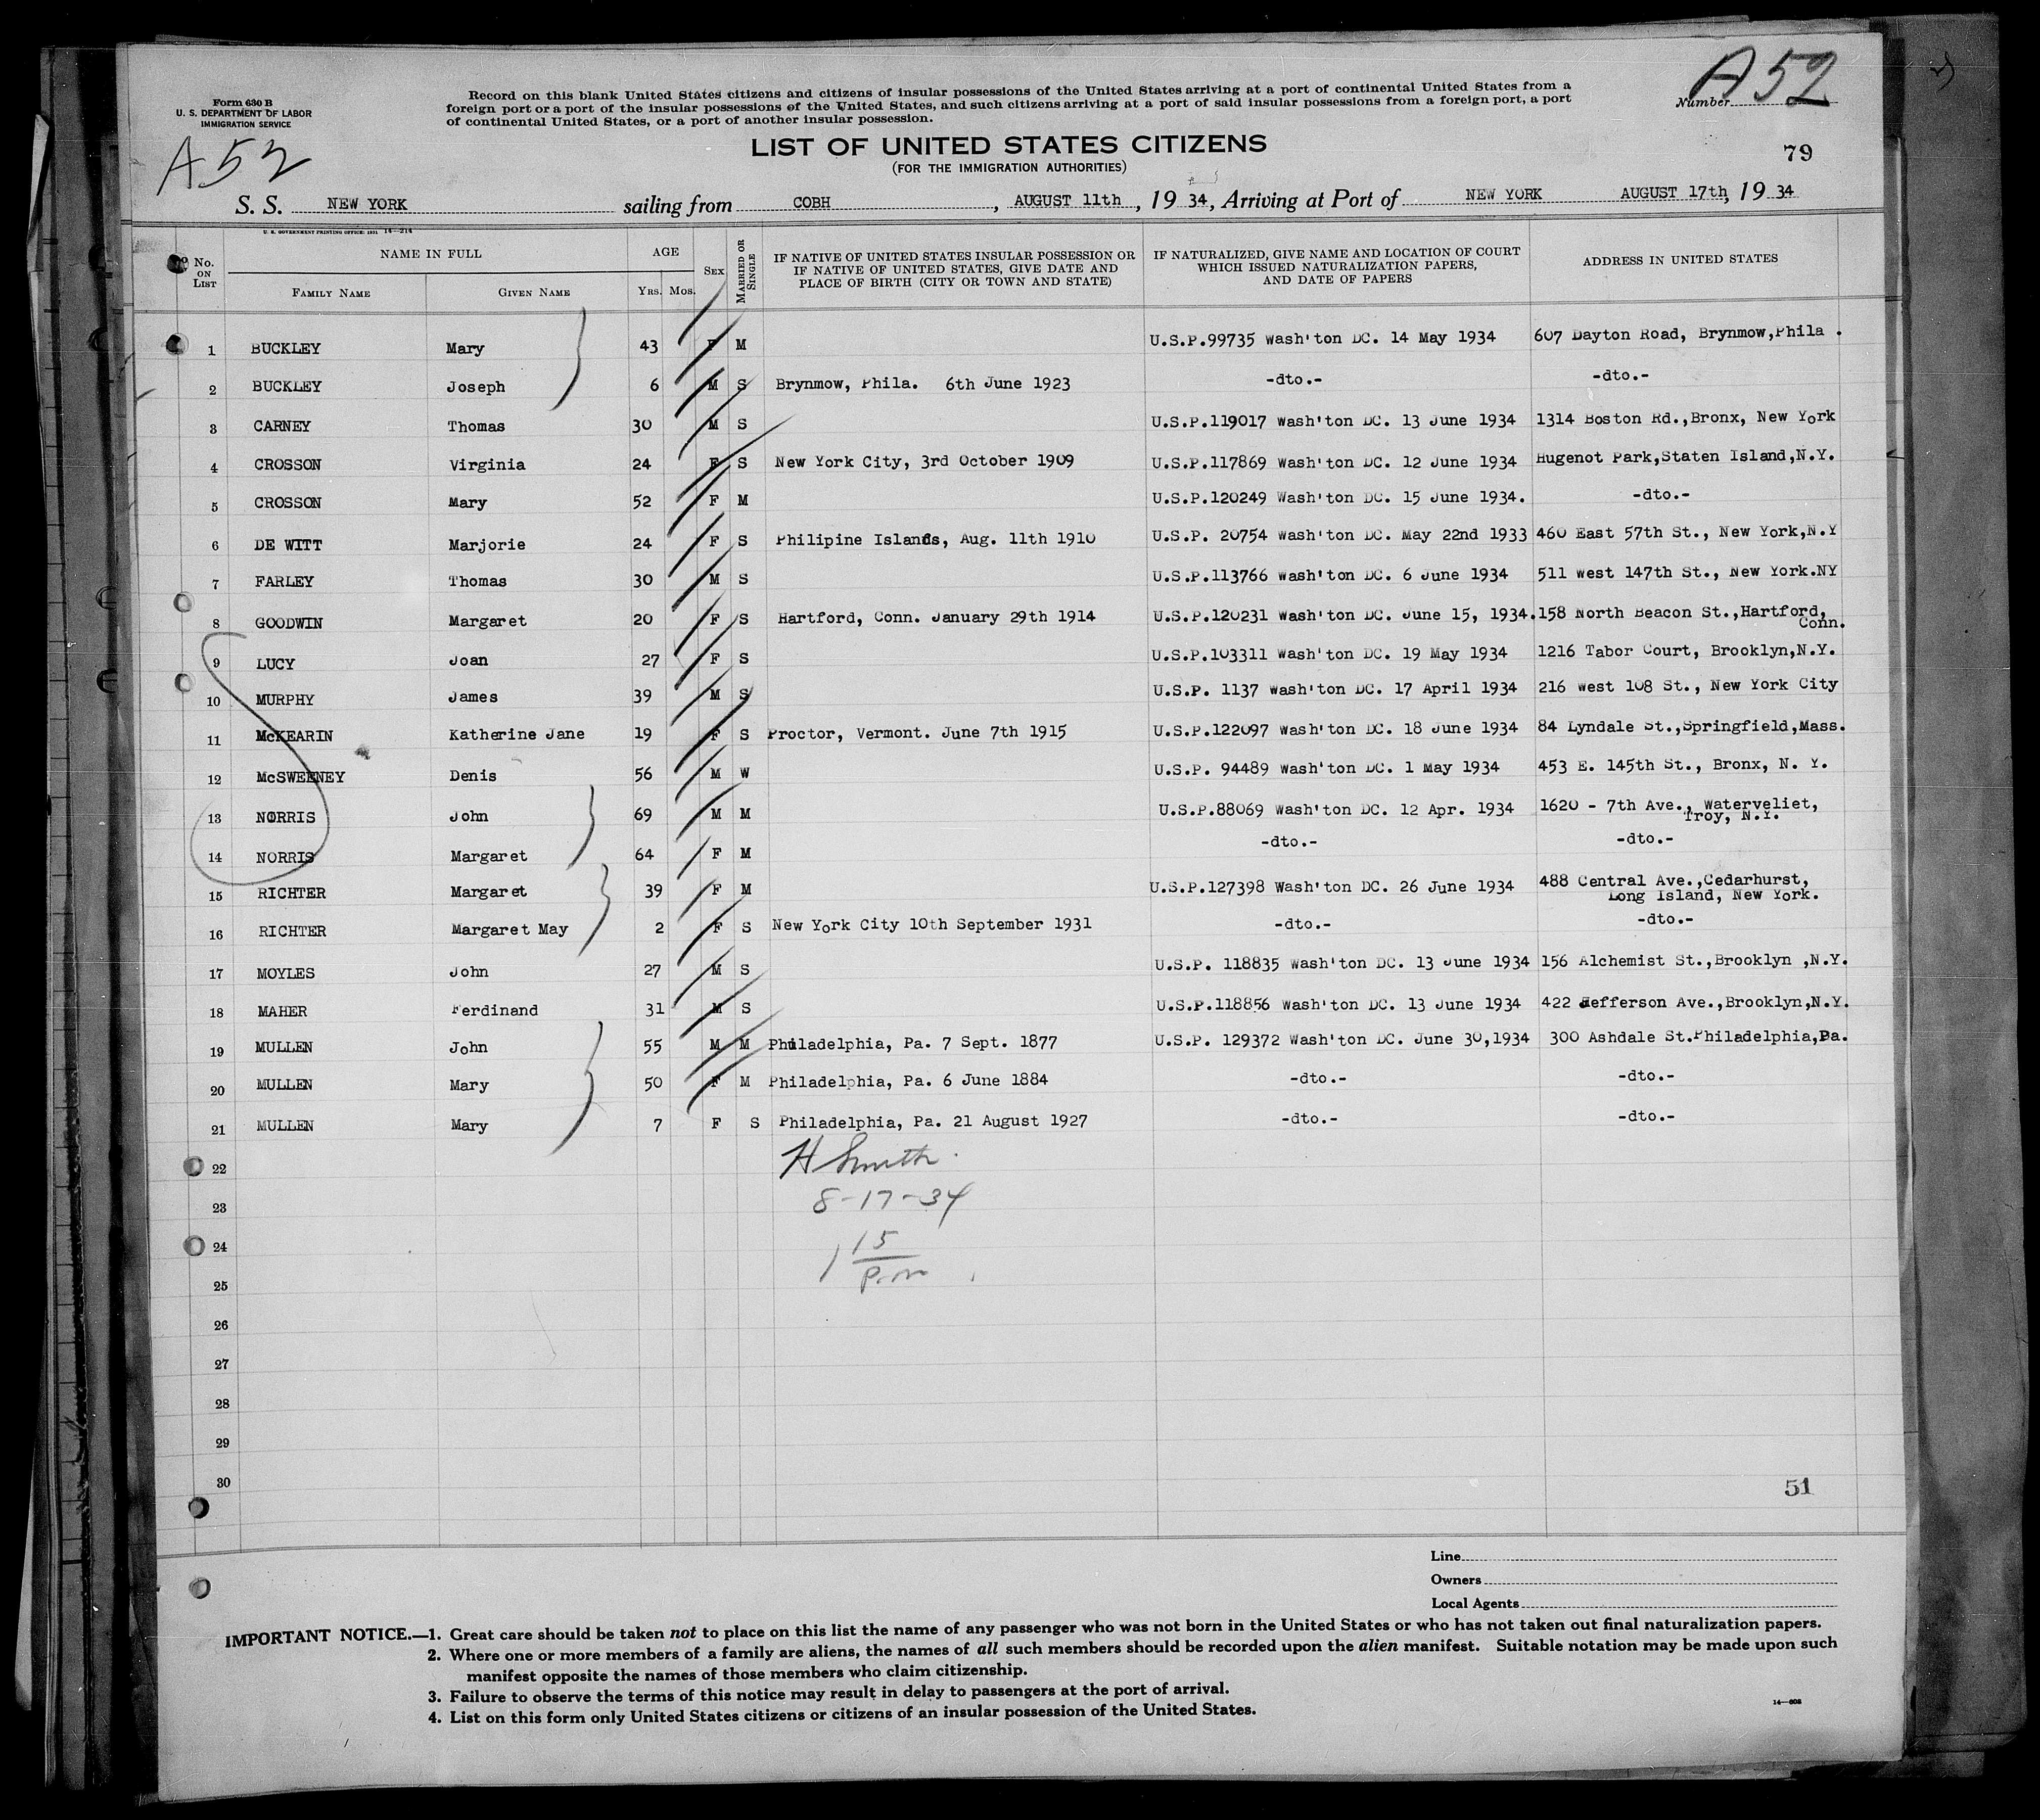 Form 630 B
U. S. DEPARTMENT OF LABOR
IMMIGRATION SERVICE
Record on this blank United States citizens and citizens of insular possessions of the United States arriving at a port of continental United States from a
foreign port or a port of the insular possessions of the United States, and such citizens arriving at a port of said insular possessions from a foreign port, a port
of continental United States, or a port of another insular possession.
Number A 52
A 52
LIST OF UNITED STATES CITIZENS
(FOR THE IMMIGRATION AUTHORITIES)
79
S. S. NEW YORK sailing from COBH, AUGUST 11th, 19 34, Arriving at Port of NEW YORK AUGUST 17th, 19 34
U. S. GOVERNMENT PRINTING OFFICE: 1931 14—214
No. ON LIST NAME IN FULL AGE SEX MARRIED OR SINGLE IF NATIVE OF UNITED STATES INSULAR POSSESSION OR IF NATIVE OF UNITED STATES, GIVE DATE AND PLACE OF BIRTH (CITY OR TOWN AND STATE) IF NATURALIZED, GIVE NAME AND LOCATION OF COURT WHICH ISSUED NATURALIZATION PAPERS, AND DATE OF PAPERS ADDRESS IN UNITED STATES
FAMILY NAME GIVEN NAME YRS. MOS.
1 BUCKLEY Mary 43 F M U.S.P.99735 Wash'ton DC. 14 May 1934 607 Dayton Road, Brynmow,Phila .
2 BUCKLEY Joseph 6 M S Brynmow, Phila. 6th June 1923 -dto.- -dto.-
3 CARNEY Thomas 30 M S U.S.P.119017 Wash'ton DC. 13 June 1934 1314 Boston Rd.,Bronx, New York
4 CROSSON Virginia 24 F S New York City, 3rd October 1909 U.S.P.117869 Wash'ton DC. 12 June 1934 Hugenot Park,Staten Island,N.Y.
5 CROSSON Mary 52 F M U.S.P.120249 Wash'ton DC. 15 June 1934. -dto.-
6 DE WITT Marjorie 24 F S Philipine Islands, Aug. 11th 1910 U.S.P. 20754 Wash'ton DC. May 22nd 1933 460 East 57th St., New York,N.Y
7 FARLEY Thomas 30 M S U.S.P.113766 Wash'ton DC. 6 June 1934 511 West 147th St., New York.NY
8 GOODWIN Margaret 20 F S Hartford, Conn. January 29th 1914 U.S.P.120231 Wash'ton DC. June 15, 1934. 158 North Beacon St.,Hartford,
Conn.
9 LUCY Joan 27 F S U.S.P.103311 Wash'ton DC. 19 May 1934 1216 Tabor Court, Brooklyn,N.Y.
10 MURPHY James 39 M S U.S.P. 1137 Wash'ton DC. 17 April 1934 216 West 108 St., New York City
11 McKEARIN Katherine Jane 19 F S Proctor, Vermont. June 7th 1915 U.S.P.122097 Wash'ton DC. 18 June 1934 84 Lyndale St.,Springfield,Mass.
12 McSWEENEY Denis 56 M W U.S.P. 94489 Wash'ton DC. 1 May 1934 453 E. 145th St., Bronx, N. Y.
13 NORRIS John 69 M M U.S.P.88069 Wash'ton DC. 12 Apr. 1934 1620 - 7th Ave., Waterveliet,
Troy, N.Y.
14 NORRIS Margaret 64 F M -dto.- -dto.-
15 RICHTER Margaret 39 F M U.S.P.127398 Wash'ton DC. 26 June 1934 488 Central Ave.,Cedarhurst,
Long Island, New York.
16 RICHTER Margaret May 2 F S New York City 10th September 1931 -dto.- -dto.-
17 MOYLES John 27 M S U.S.P. 118835 Wash'ton DC. 13 June 1934 156 Alchemist St.,Brooklyn ,N.Y.
18 MAHER Ferdinand 31 M S U.S.P.118856 Wash'ton DC. 13 June 1934 422 Jefferson Ave.,Brooklyn,N.Y.
19 MULLEN John 55 M M Philadelphia, Pa. 7 Sept. 1877 U.S.P. 129372 Wash'ton DC. June 30,1934 300 Ashdale St.Philadelphia,Pa.
20 MULLEN Mary 50 F M Philadelphia, Pa. 6 June 1884 -dto.- -dto.-
21 MULLEN Mary 7 F S Philadelphia, Pa. 21 August 1927 -dto.- -dto.-
22 H Smith.
23 8-17-34
24 1 15
25 P.m
26
27
28
29
30
51
Line
Owners
Local Agents
IMPORTANT NOTICE.—1. Great care should be taken not to place on this list the name of any passenger who was not born in the United States or who has not taken out final naturalization papers.
2. Where one or more members of a family are aliens, the names of all such members should be recorded upon the alien manifest. Suitable notation may be made upon such
manifest opposite the names of those members who claim citizenship.
3. Failure to observe the terms of this notice may result in delay to passengers at the port of arrival.
4. List on this form only United States citizens or citizens of an insular possession of the United States.